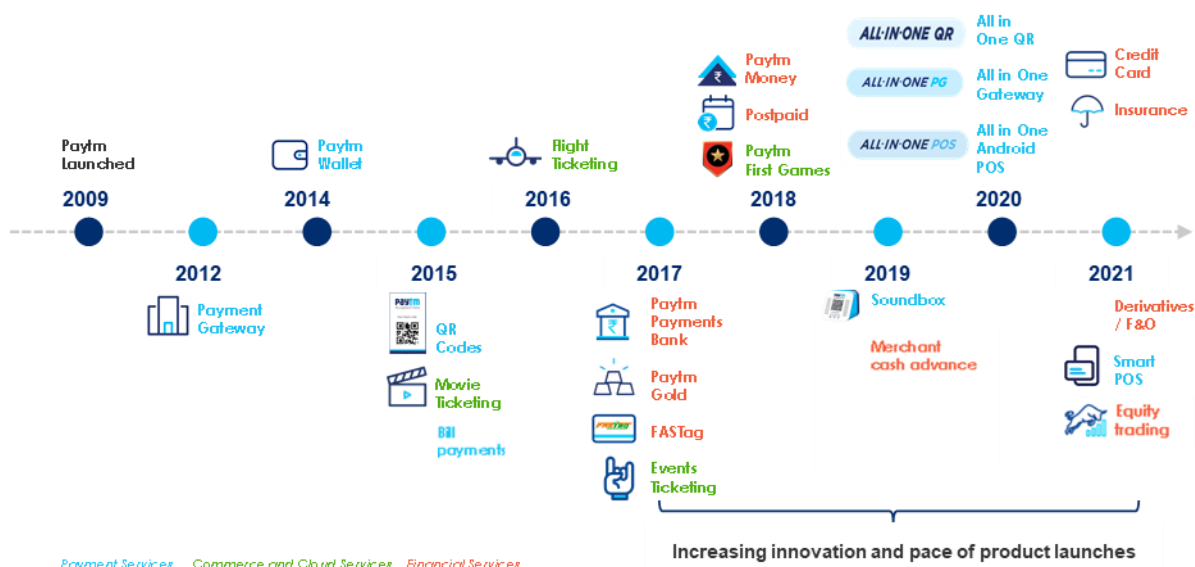 ALL·IN·ONE QR
All in
One QR
Paytm
Money
Credit
Card
ALL·IN·ONE PG
All in One
Gateway
Postpaid
Insurance
Paytm
Launched
Paytm
Wallet
Flight
Ticketing
Paytm
First Games
ALL·IN·ONE POS
All in One
Android
POS
2009
2014
2016
2018
2020
2012
2015
2017
2019
2021
Payment
Gateway
Paytm
QR
Codes
Movie
Ticketing
Bill
payments
Paytm
Payments
Bank
Paytm
Gold
FASTag
FASTag
Events
Ticketing
Soundbox
Merchant
cash advance
Derivatives
/ F&O
Smart
POS
Equity
trading
Increasing innovation and pace of product launches
Payment Services Commerce and Cloud Services Financial Services